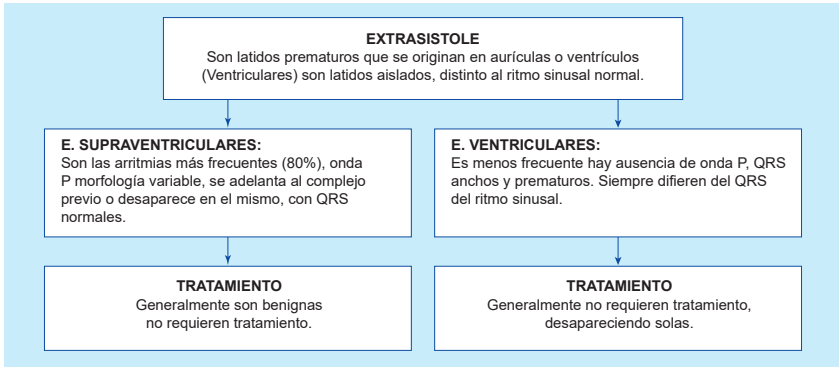 EXTRASISTOLE
Son latidos prematuros que se originan en aurículas o ventrículos
(Ventriculares) son latidos aislados, distinto al ritmo sinusal normal.
E. SUPRAVENTRICULARES:
Son las arritmias más frecuentes (80%), onda
P morfología variable, se adelanta al complejo
previo o desaparece en el mismo, con QRS
normales.
E. VENTRICULARES:
Es menos frecuente hay ausencia de onda P, QRS
anchos y prematuros. Siempre difieren del QRS
del ritmo sinusal.
TRATAMIENTO
Generalmente son benignas
no requieren tratamiento.
TRATAMIENTO
Generalmente no requieren tratamiento,
desapareciendo solas.